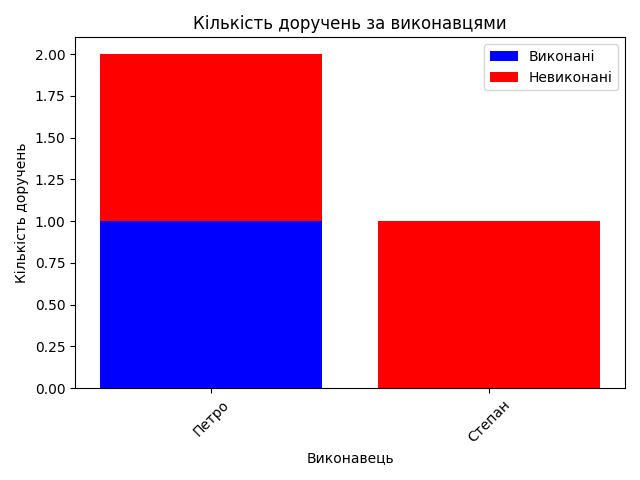 Кількість доручень за виконавцями
Виконані
Невиконані
Кількість доручень
2.00
1.75
1.50
1.25
1.00
0.75
0.50
0.25
0.00
Петро
Степан
Виконавець